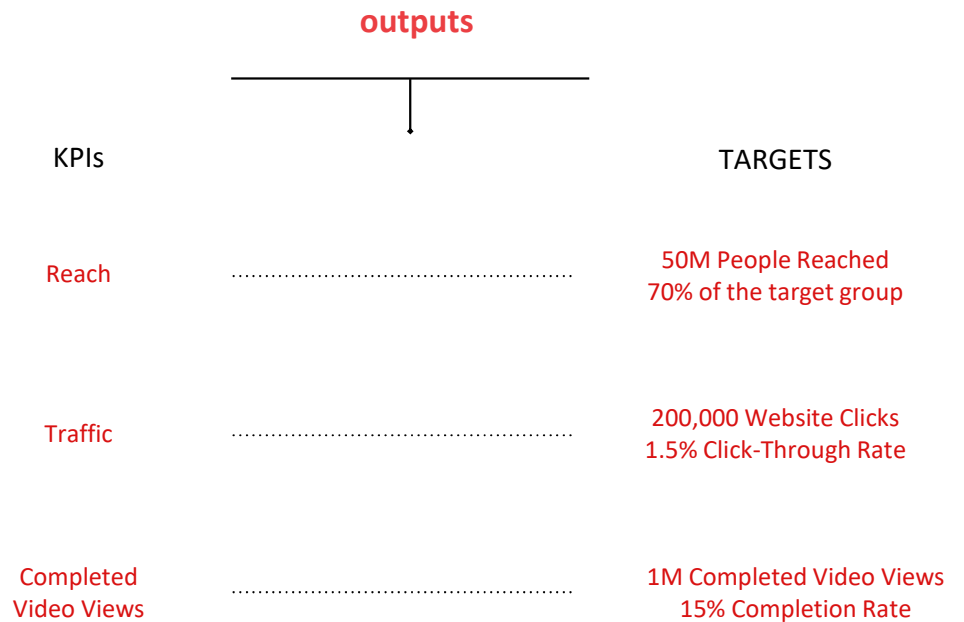 outputs
KPIs
TARGETS
Reach
50M People Reached
70% of the target group
Traffic
200,000 Website Clicks
1.5% Click-Through Rate
Completed
Video Views
1M Completed Video Views
15% Completion Rate